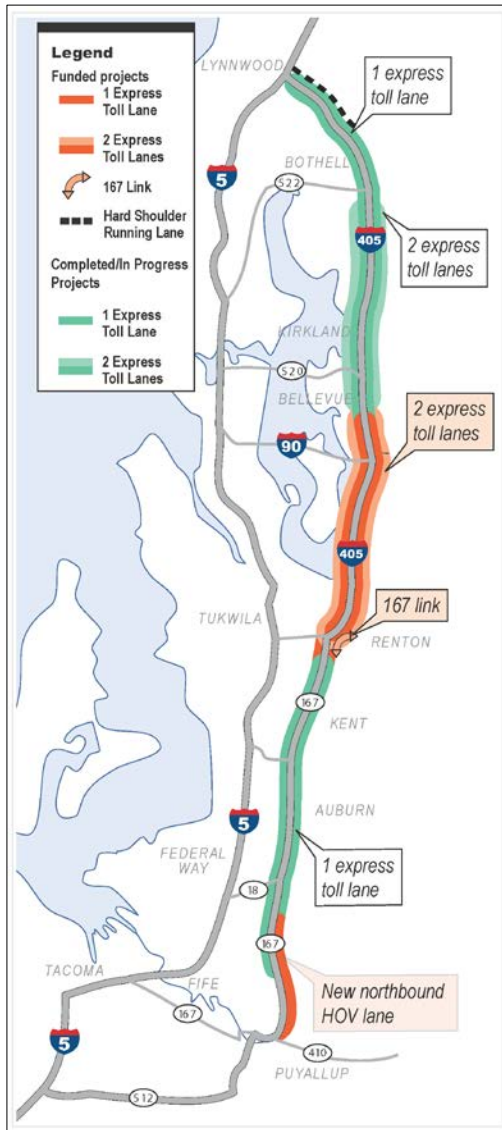 Legend
Funded projects
1 Express
Toll Lane
2 Express
Toll Lanes
167 Link
Hard Shoulder
Running Lane
Completed/In Progress
Projects
1 Express
Toll Lane
2 Express
Toll Lanes
LYNNWOOD
1 express
toll lane
BOTHELL
5
522
405
2 express
toll lanes
KIRKLAND
520
BELLEVUE
2 express
toll lanes
90
405
167 link
TUKWILA
RENTON
167
KENT
AUBURN
5
1 express
toll lane
FEDERAL
WAY
18
167
TACOMA
FIFE
New northbound
HOV lane
167
5
410
PUYALLUP
512